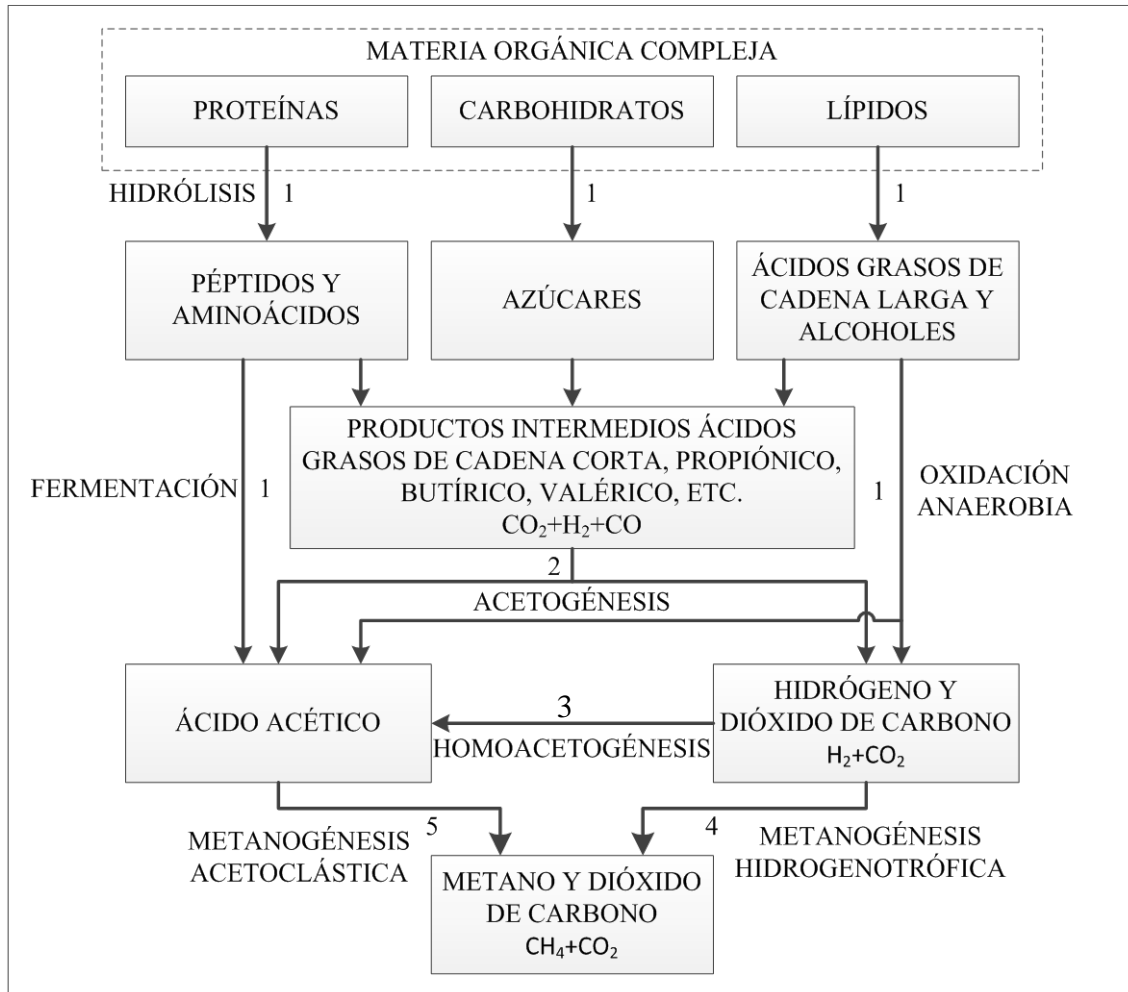 MATERIA ORGÁNICA COMPLEJA
PROTEÍNAS
CARBOHIDRATOS
LÍPIDOS
HIDRÓLISIS
1
1
1
PÉPTIDOS Y
AMINOÁCIDOS
AZÚCARES
ÁCIDOS GRASOS DE
CADENA LARGA Y
ALCOHOLES
PRODUCTOS INTERMEDIOS ÁCIDOS
GRASOS DE CADENA CORTA, PROPIÓNICO,
BUTÍRICO, VALÉRICO, ETC.
CO₂+H₂+CO
FERMENTACIÓN
1
1
OXIDACIÓN
ANAEROBIA
2
ACETOGÉNESIS
ÁCIDO ACÉTICO
3
HOMOACETOGÉNESIS
HIDRÓGENO Y
DIÓXIDO DE CARBONO
H₂+CO₂
METANOGÉNESIS
ACETOCLÁSTICA
5
4
METANOGÉNESIS
HIDROGENOTRÓFICA
METANO Y DIÓXIDO
DE CARBONO
CH₄+CO₂